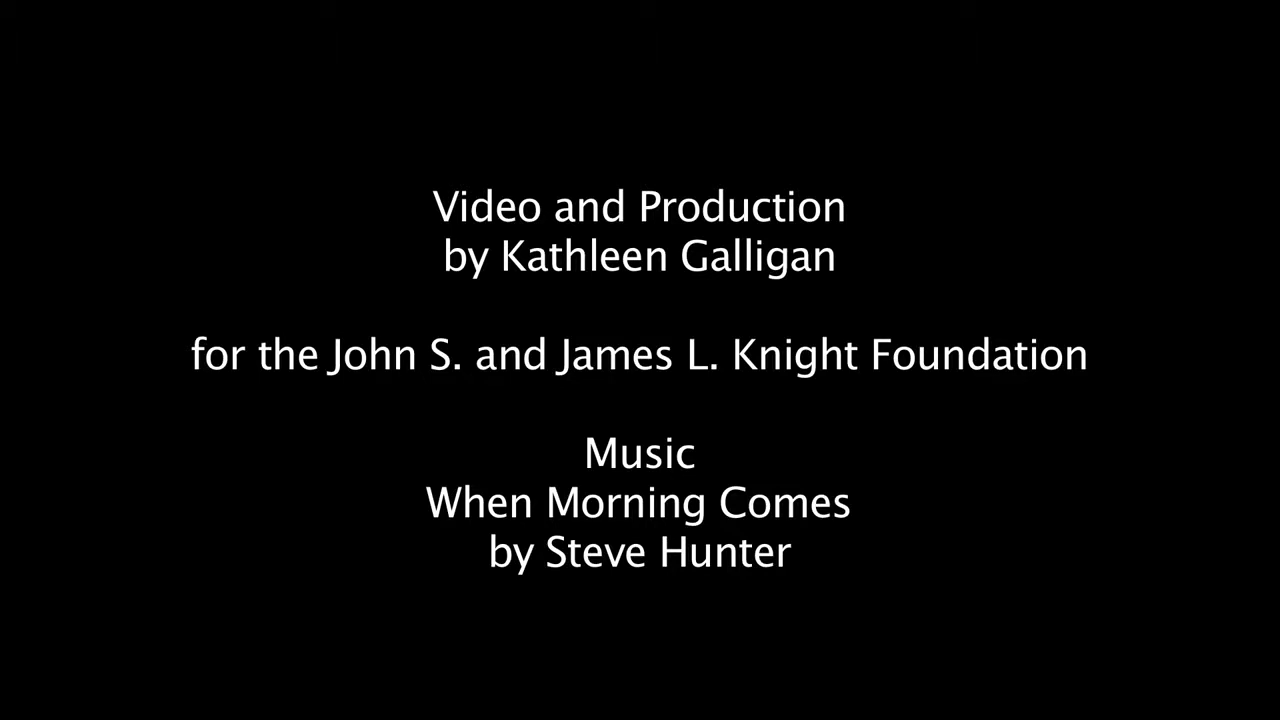 Video and Production
by Kathleen Galligan
for the John S. and James L. Knight Foundation
Music
When Morning Comes
by Steve Hunter